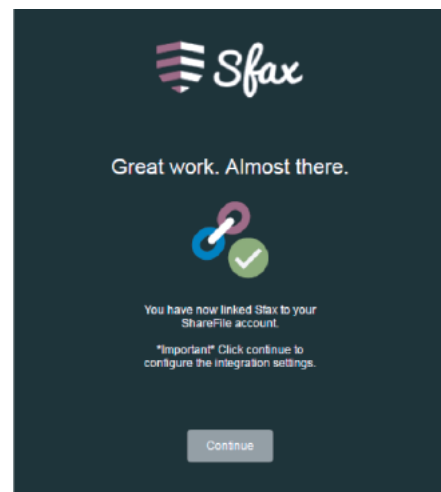 Sfax
Great work. Almost there.
You have now linked Sfax to your
ShareFile account.
*Important* Click continue to
configure the integration settings.
Continue